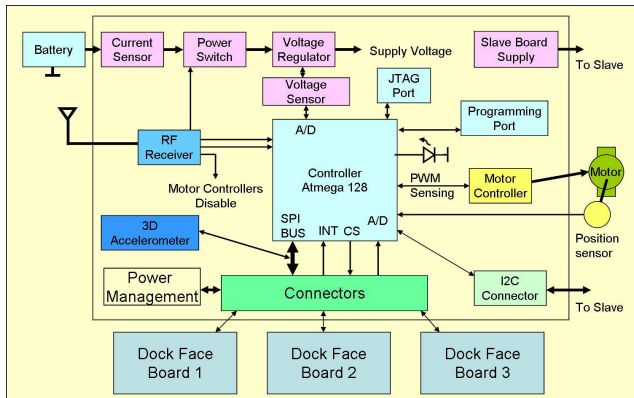 Battery
Current
Sensor
Power
Switch
Voltage
Regulator
Supply Voltage
Slave Board
Supply
To Slave
Voltage
Sensor
JTAG
Port
A/D
Programming
Port
RF
Receiver
Controller
Atmega 128
Motor
Motor Controllers
Disable
PWM
Sensing
Motor
Controller
SPI
BUS
INT
CS
A/D
3D
Accelerometer
Position
sensor
Power
Management
Connectors
I2C
Connector
To Slave
Dock Face
Board 1
Dock Face
Board 2
Dock Face
Board 3